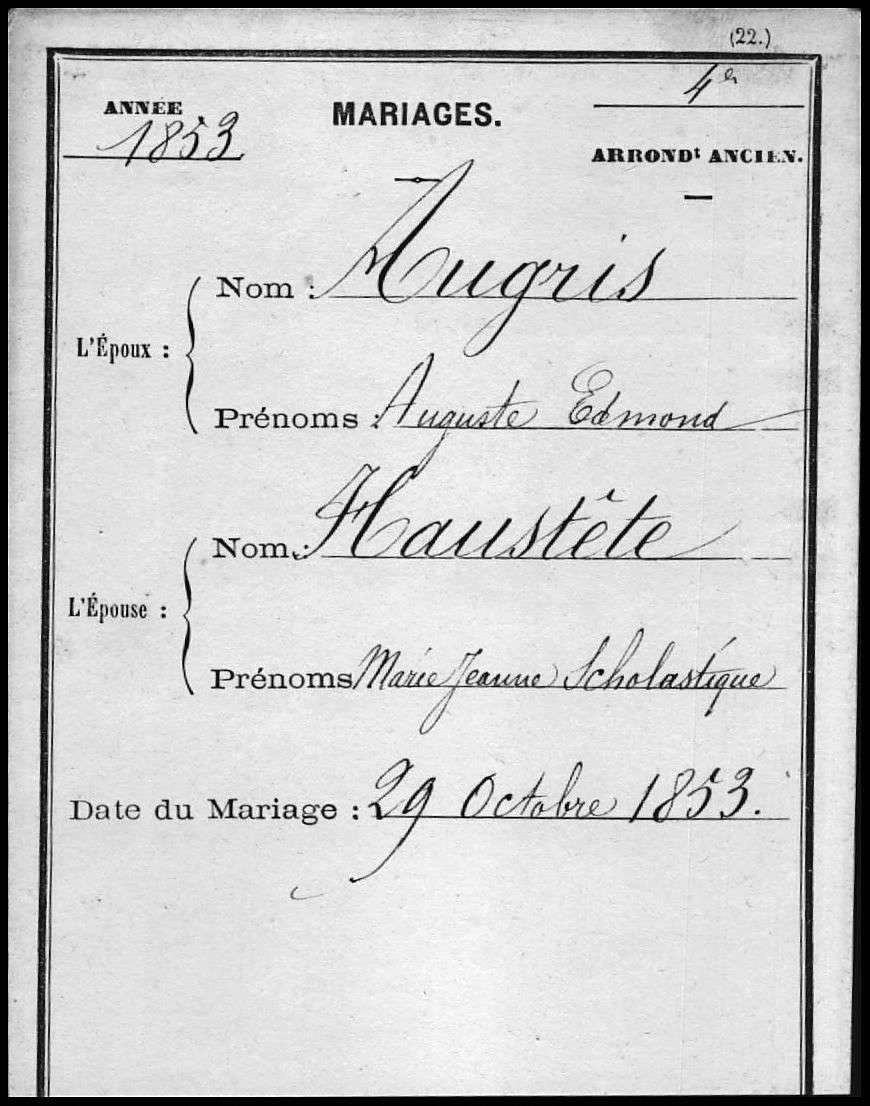 (22.)
ANNÉE
1853
MARIAGES.
4e
ARRONDt ANCIEN.
Nom : Augris
L'Époux :
Prénoms : Auguste Edmond
Nom : Haustête
L'Épouse :
Prénoms Marie Jeanne Scholastique
Date du Mariage : 29 Octobre 1853.